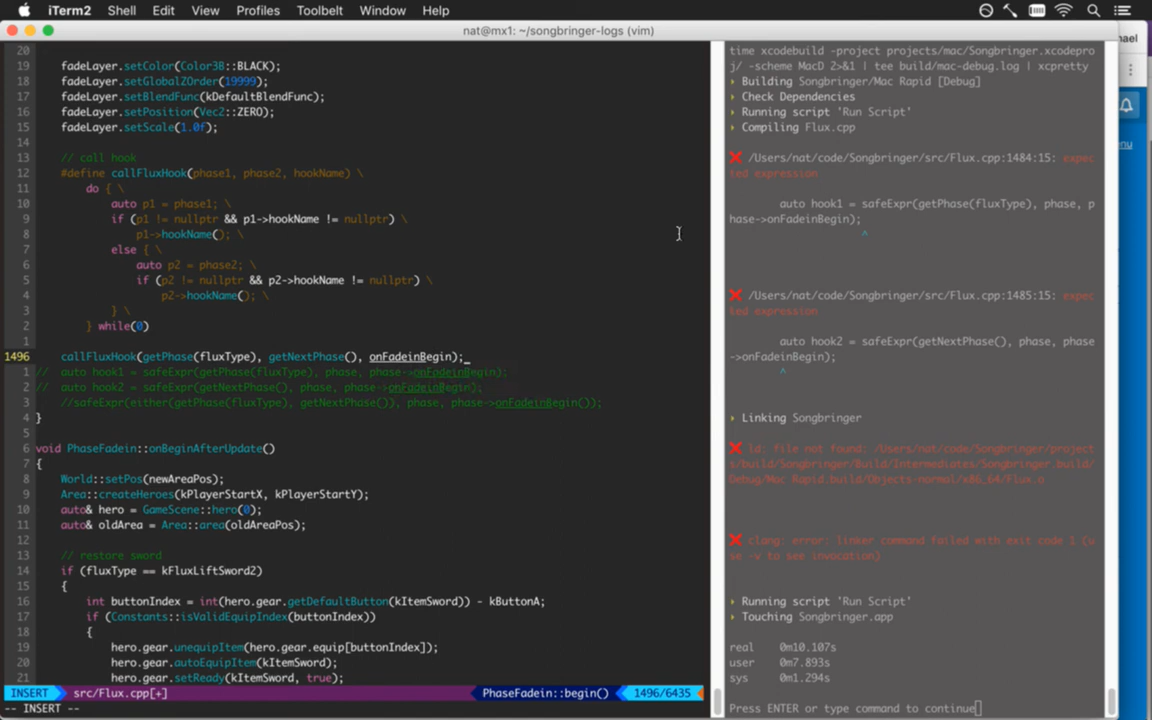 iTerm2 Shell Edit View Profiles Toolbelt Window Help
nat@mx1: ~/songbringer-logs (vim)
ael
20
19 fadeLayer.setColor(Color3B::BLACK);
18 fadeLayer.setGlobalZOrder(19999);
17 fadeLayer.setBlendFunc(kDefaultBlendFunc);
16 fadeLayer.setPosition(Vec2::ZERO);
15 fadeLayer.setScale(1.0f);
14
13 // call hook
12 #define callFluxHook(phase1, phase2, hookName) \
11 do { \
10 auto p1 = phase1; \
9 if (p1 != nullptr && p1->hookName != nullptr) \
8 p1->hookName(); \
7 else { \
6 auto p2 = phase2; \
5 if (p2 != nullptr && p2->hookName != nullptr) \
4 p2->hookName(); \
3 } \
2 } while(0)
1
1496 callFluxHook(getPhase(fluxType), getNextPhase(), onFadeinBegin);
1 // auto hook1 = safeExpr(getPhase(fluxType), phase, phase->onFadeinBegin);
2 // auto hook2 = safeExpr(getNextPhase(), phase, phase->onFadeinBegin);
3 //safeExpr(either(getPhase(fluxType), getNextPhase()), phase, phase->onFadeinBegin());
4 }
5
6 void PhaseFadein::onBeginAfterUpdate()
7 {
8 World::setPos(newAreaPos);
9 Area::createHeroes(kPlayerStartX, kPlayerStartY);
10 auto& hero = GameScene::hero(0);
11 auto& oldArea = Area::area(oldAreaPos);
12
13 // restore sword
14 if (fluxType == kFluxLiftSword2)
15 {
16 int buttonIndex = int(hero.gear.getDefaultButton(kItemSword)) - kButtonA;
17 if (Constants::isValidEquipIndex(buttonIndex))
18 {
19 hero.gear.unequipItem(hero.gear.equip[buttonIndex]);
20 hero.gear.autoEquipItem(kItemSword);
21 hero.gear.setReady(kItemSword, true);
INSERT src/Flux.cpp[+] PhaseFadein::begin() 1496/6435
-- INSERT --
time xcodebuild -project projects/mac/Songbringer.xcodepro
j/ -scheme MacD 2>&1 | tee build/mac-debug.log | xcpretty
› Building Songbringer/Mac Rapid [Debug]
› Check Dependencies
› Running script 'Run Script'
› Compiling Flux.cpp
❌ /Users/nat/code/Songbringer/src/Flux.cpp:1484:15: expec
ted expression
auto hook1 = safeExpr(getPhase(fluxType), phase, p
hase->onFadeinBegin);
^
❌ /Users/nat/code/Songbringer/src/Flux.cpp:1485:15: expec
ted expression
auto hook2 = safeExpr(getNextPhase(), phase, phase
->onFadeinBegin);
^
› Linking Songbringer
❌ ld: file not found: /Users/nat/code/Songbringer/project
s/build/Songbringer/Build/Intermediates/Songbringer.build/
Debug/Mac Rapid.build/Objects-normal/x86_64/Flux.o
❌ clang: error: linker command failed with exit code 1 (u
se -v to see invocation)
› Running script 'Run Script'
› Touching Songbringer.app
real 0m10.107s
user 0m7.893s
sys 0m1.294s
Press ENTER or type command to continue